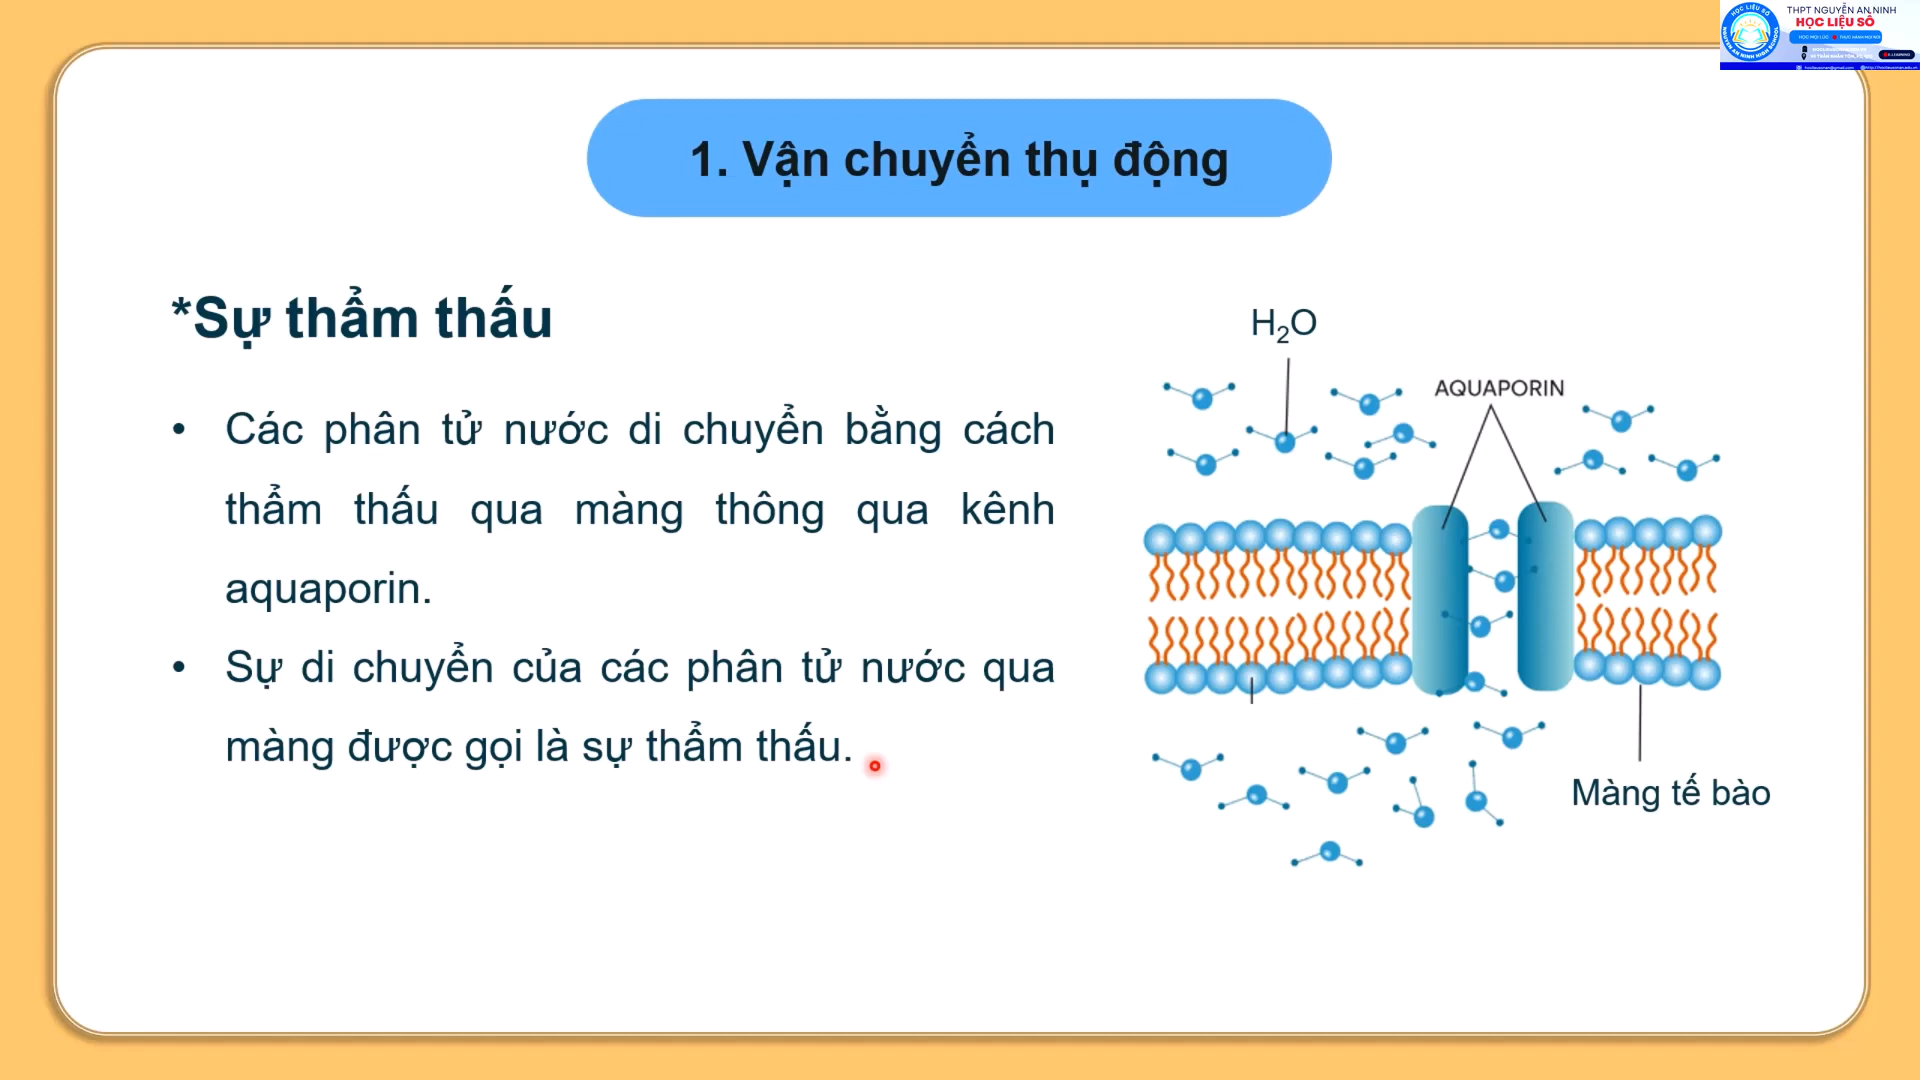 THPT NGUYỄN AN NINH
HỌC LIỆU SỐ
1. Vận chuyển thụ động
*Sự thẩm thấu
• Các phân tử nước di chuyển bằng cách
thẩm thấu qua màng thông qua kênh
aquaporin.
• Sự di chuyển của các phân tử nước qua
màng được gọi là sự thẩm thấu.
H₂O
AQUAPORIN
Màng tế bào